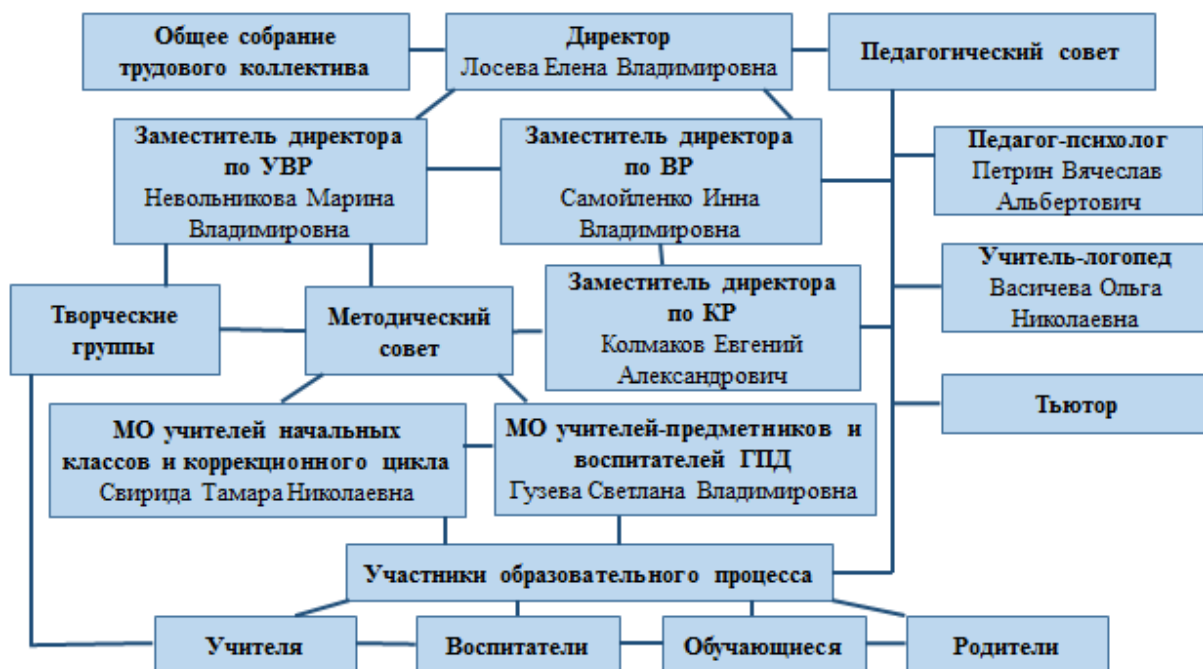 Общее собрание
трудового коллектива
Директор
Лосева Елена Владимировна
Педагогический совет
Заместитель директора
по УВР
Невольникова Марина
Владимировна
Заместитель директора
по ВР
Самойленко Инна
Владимировна
Педагог-психолог
Петрин Вячеслав
Альбертович
Учитель-логопед
Васичева Ольга
Николаевна
Творческие
группы
Методический
совет
Заместитель директора
по КР
Колмаков Евгений
Александрович
Тьютор
МО учителей начальных
классов и коррекционного цикла
Свирида Тамара Николаевна
МО учителей-предметников и
воспитателей ГПД
Гузева Светлана Владимировна
Участники образовательного процесса
Учителя
Воспитатели
Обучающиеся
Родители